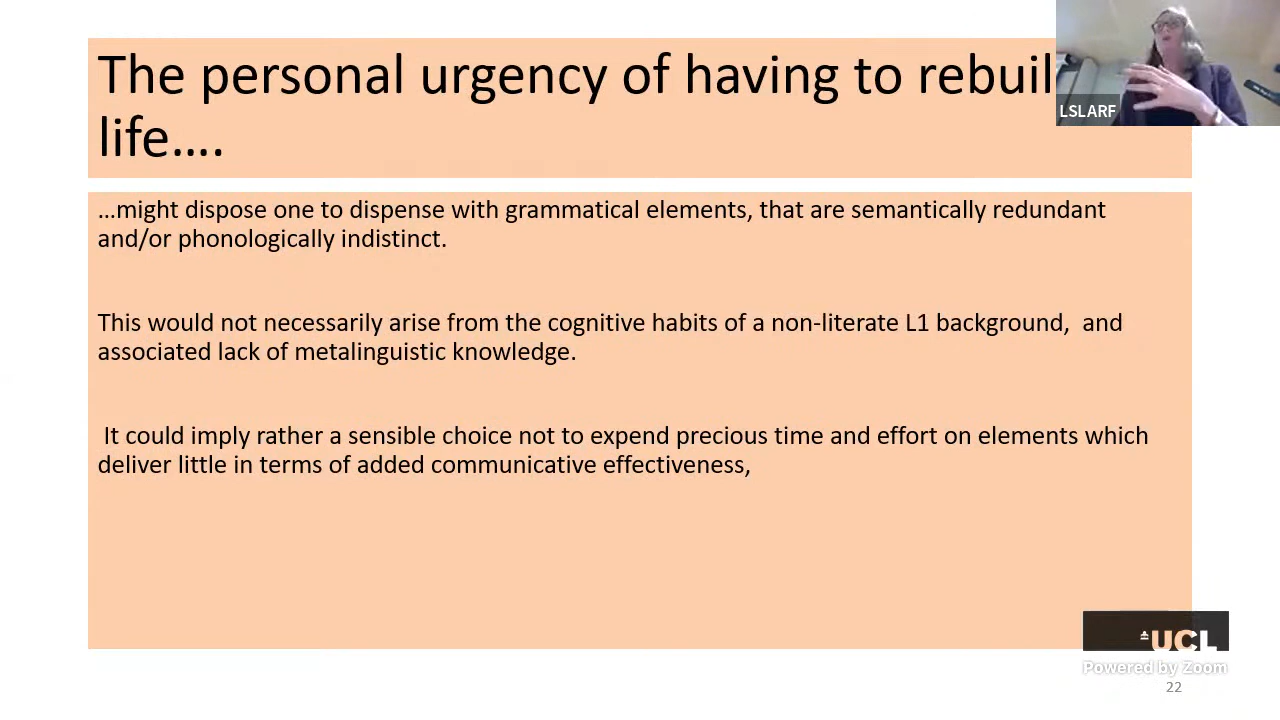 The personal urgency of having to rebuil
life….
LSLARF
…might dispose one to dispense with grammatical elements, that are semantically redundant
and/or phonologically indistinct.
This would not necessarily arise from the cognitive habits of a non-literate L1 background,  and
associated lack of metalinguistic knowledge.
It could imply rather a sensible choice not to expend precious time and effort on elements which
deliver little in terms of added communicative effectiveness,
UCL
Powered by Zoom
22